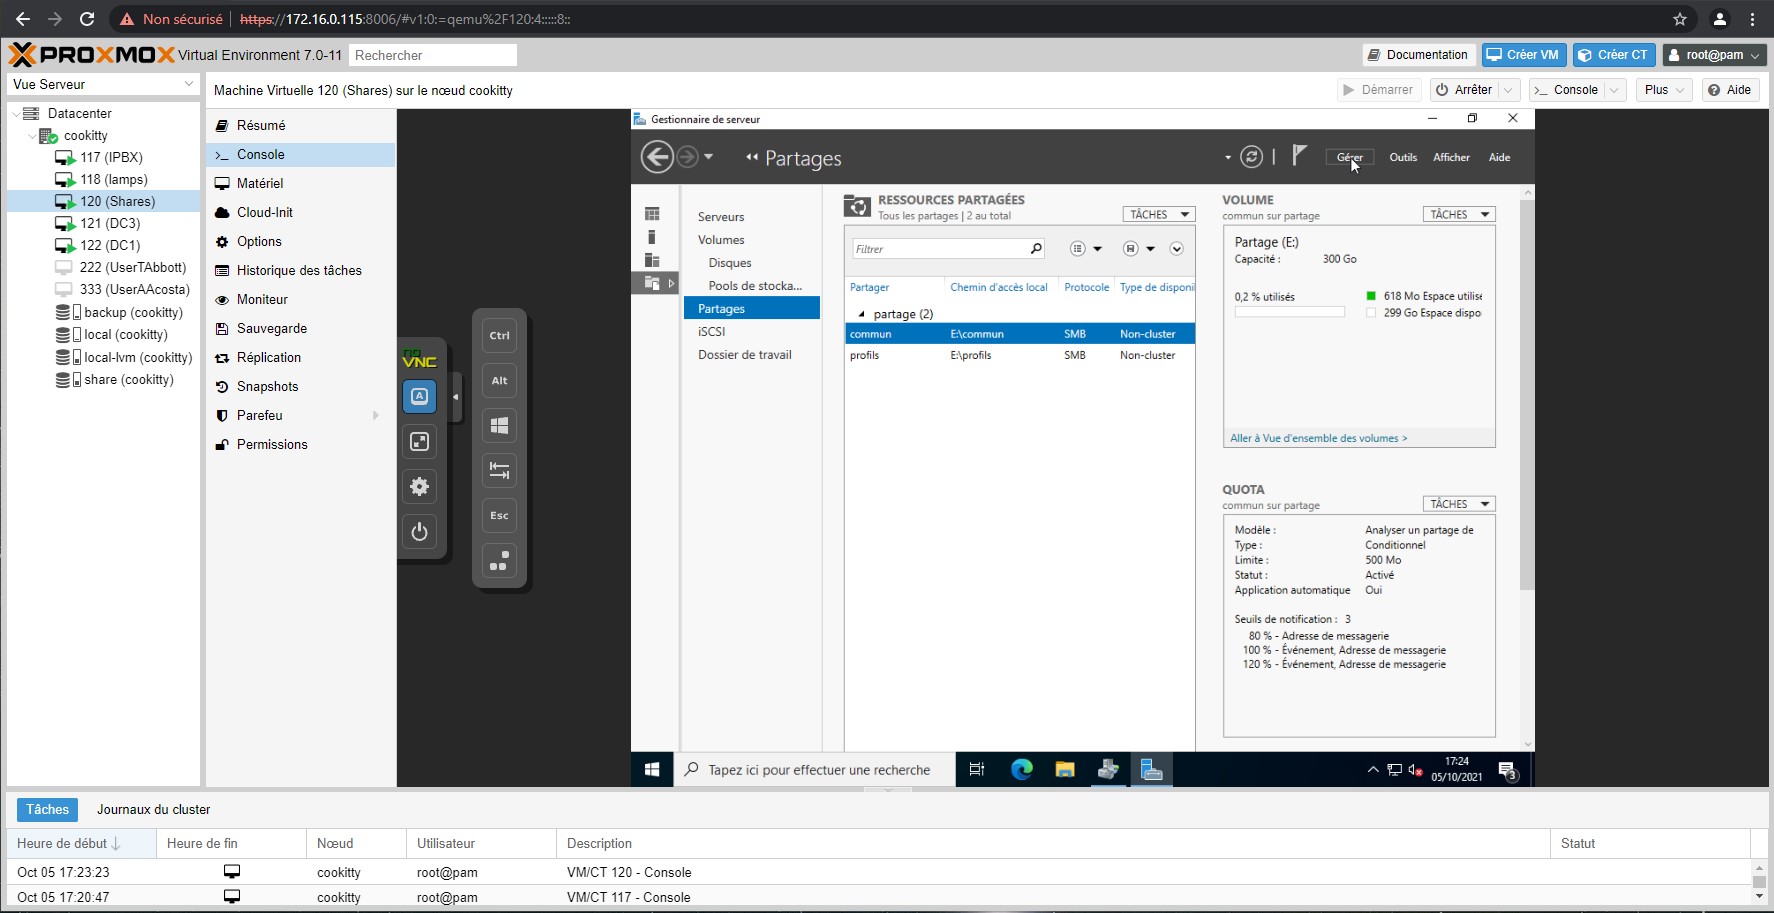 Non sécurisé https://172.16.0.115:8006/#v1:0:=qemu%2F120:4:::::8::
PROXMOX Virtual Environment 7.0-11 Rechercher
Documentation Créer VM Créer CT root@pam
Vue Serveur
Datacenter
cookitty
117 (IPBX)
118 (lamps)
120 (Shares)
121 (DC3)
122 (DC1)
222 (UserTAbbott)
333 (UserAAcosta)
backup (cookitty)
local (cookitty)
local-lvm (cookitty)
share (cookitty)
Machine Virtuelle 120 (Shares) sur le nœud cookitty
Démarrer Arrêter Console Plus Aide
Résumé
Console
Matériel
Cloud-Init
Options
Historique des tâches
Moniteur
Sauvegarde
Réplication
Snapshots
Parefeu
Permissions
no
VNC
A
Ctrl
Alt
Esc
Gestionnaire de serveur
Partages
Gérer Outils Afficher Aide
Serveurs
Volumes
Disques
Pools de stocka...
Partages
iSCSI
Dossier de travail
RESSOURCES PARTAGÉES
Tous les partages | 2 au total
TÂCHES
Filtrer
Partager Chemin d'accès local Protocole Type de disponi
partage (2)
commun E:\commun SMB Non-cluster
profils E:\profils SMB Non-cluster
VOLUME
commun sur partage
TÂCHES
Partage (E:)
Capacité : 300 Go
0,2 % utilisés
618 Mo Espace utilise
299 Go Espace dispo
Aller à Vue d'ensemble des volumes >
QUOTA
commun sur partage
TÂCHES
Modèle : Analyser un partage de
Type : Conditionnel
Limite : 500 Mo
Statut : Activé
Application automatique Oui
Seuils de notification : 3
80 % - Adresse de messagerie
100 % - Événement, Adresse de messagerie
120 % - Événement, Adresse de messagerie
Tapez ici pour effectuer une recherche
17:24
05/10/2021
3
Tâches Journaux du cluster
Heure de début Heure de fin Nœud Utilisateur Description Statut
Oct 05 17:23:23 cookitty root@pam VM/CT 120 - Console
Oct 05 17:20:47 cookitty root@pam VM/CT 117 - Console